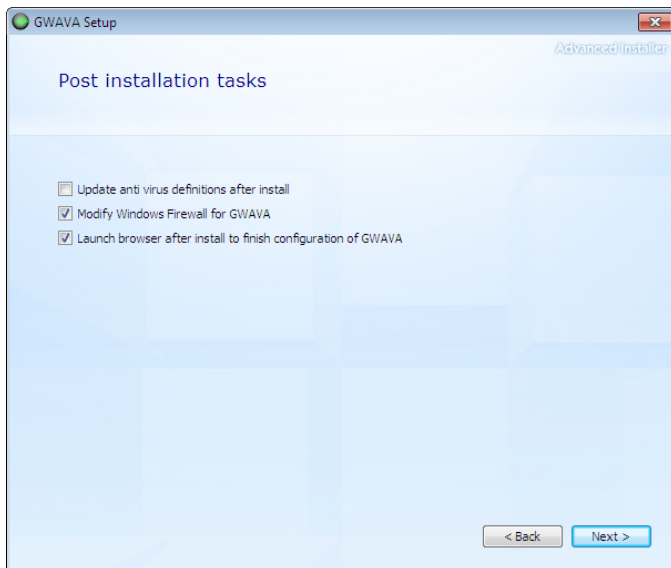 GWAVA Setup
Advanced Installer
Post installation tasks
Update anti virus definitions after install
Modify Windows Firewall for GWAVA
Launch browser after install to finish configuration of GWAVA
< Back
Next >